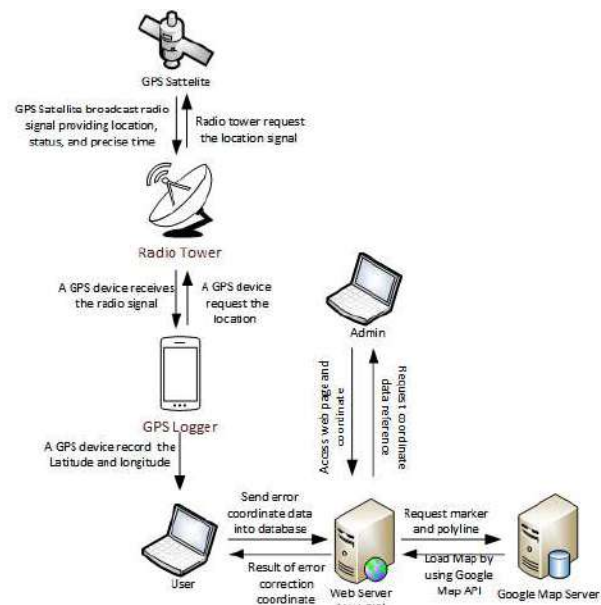 GPS Sattelite
GPS Satellite broadcast radio
signal providing location,
status, and precise time
Radio tower request
the location signal
Radio Tower
A GPS device receives
the radio signal
A GPS device
request the
location
Admin
GPS Logger
Access web page and
coordinate
Request coordinate
data reference
A GPS device record the
Latitude and longitude
Send error
coordinate data
into database
Request marker
and polyline
User
Result of error
correction
coordinate
Web Server
Load Map by
using Google
Map API
Google Map Server